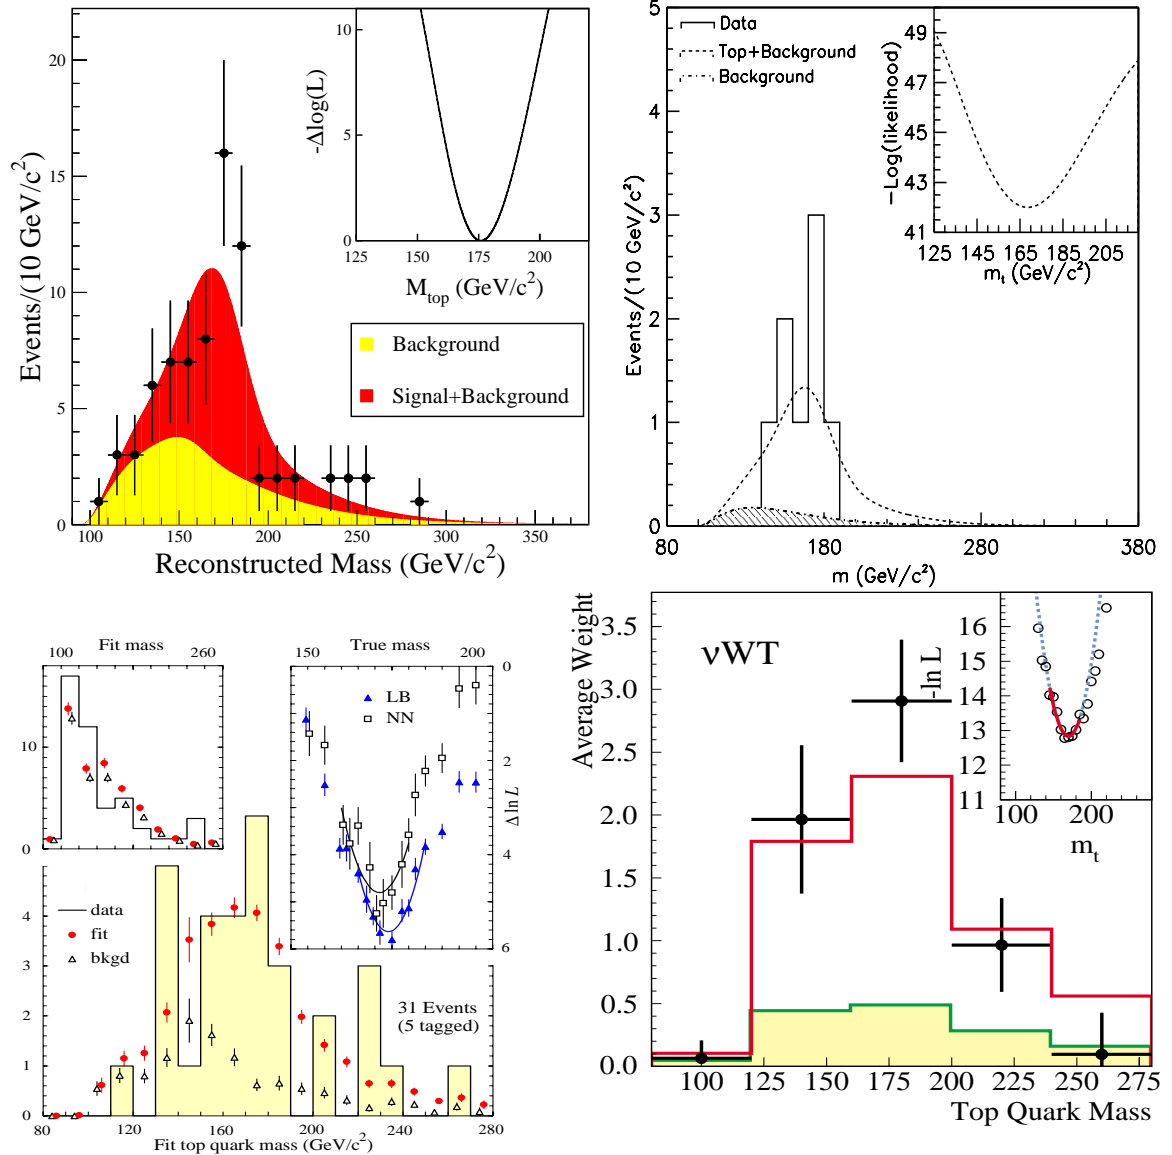 20
15
10
5
0
Events/(10 GeV/c²)
100 150 200 250 300 350
Reconstructed Mass (GeV/c²)
10
5
0
-Δlog(L)
125 150 175 200
M_top (GeV/c²)
Background
Signal+Background
5
4
3
2
1
0
Events/(10 GeV/c²)
Data
Top+Background
Background
80 180 280 380
m (GeV/c²)
49
47
45
43
41
−Log(likelihood)
125 145 165 185 205
m_t (GeV/c²)
Fit mass
100 260
10
0
True mass
150 200
0
2
4
6
Δ ln L
LB
NN
4
3
2
1
0
data
fit
bkgd
31 Events
(5 tagged)
80 120 160 200 240 280
Fit top quark mass (GeV/c²)
Average Weight
3.5
3.0
2.5
2.0
1.5
1.0
0.5
0.0
νWT
100 125 150 175 200 225 250 275
Top Quark Mass
-ln L
16
15
14
13
12
11
100 200
m_t